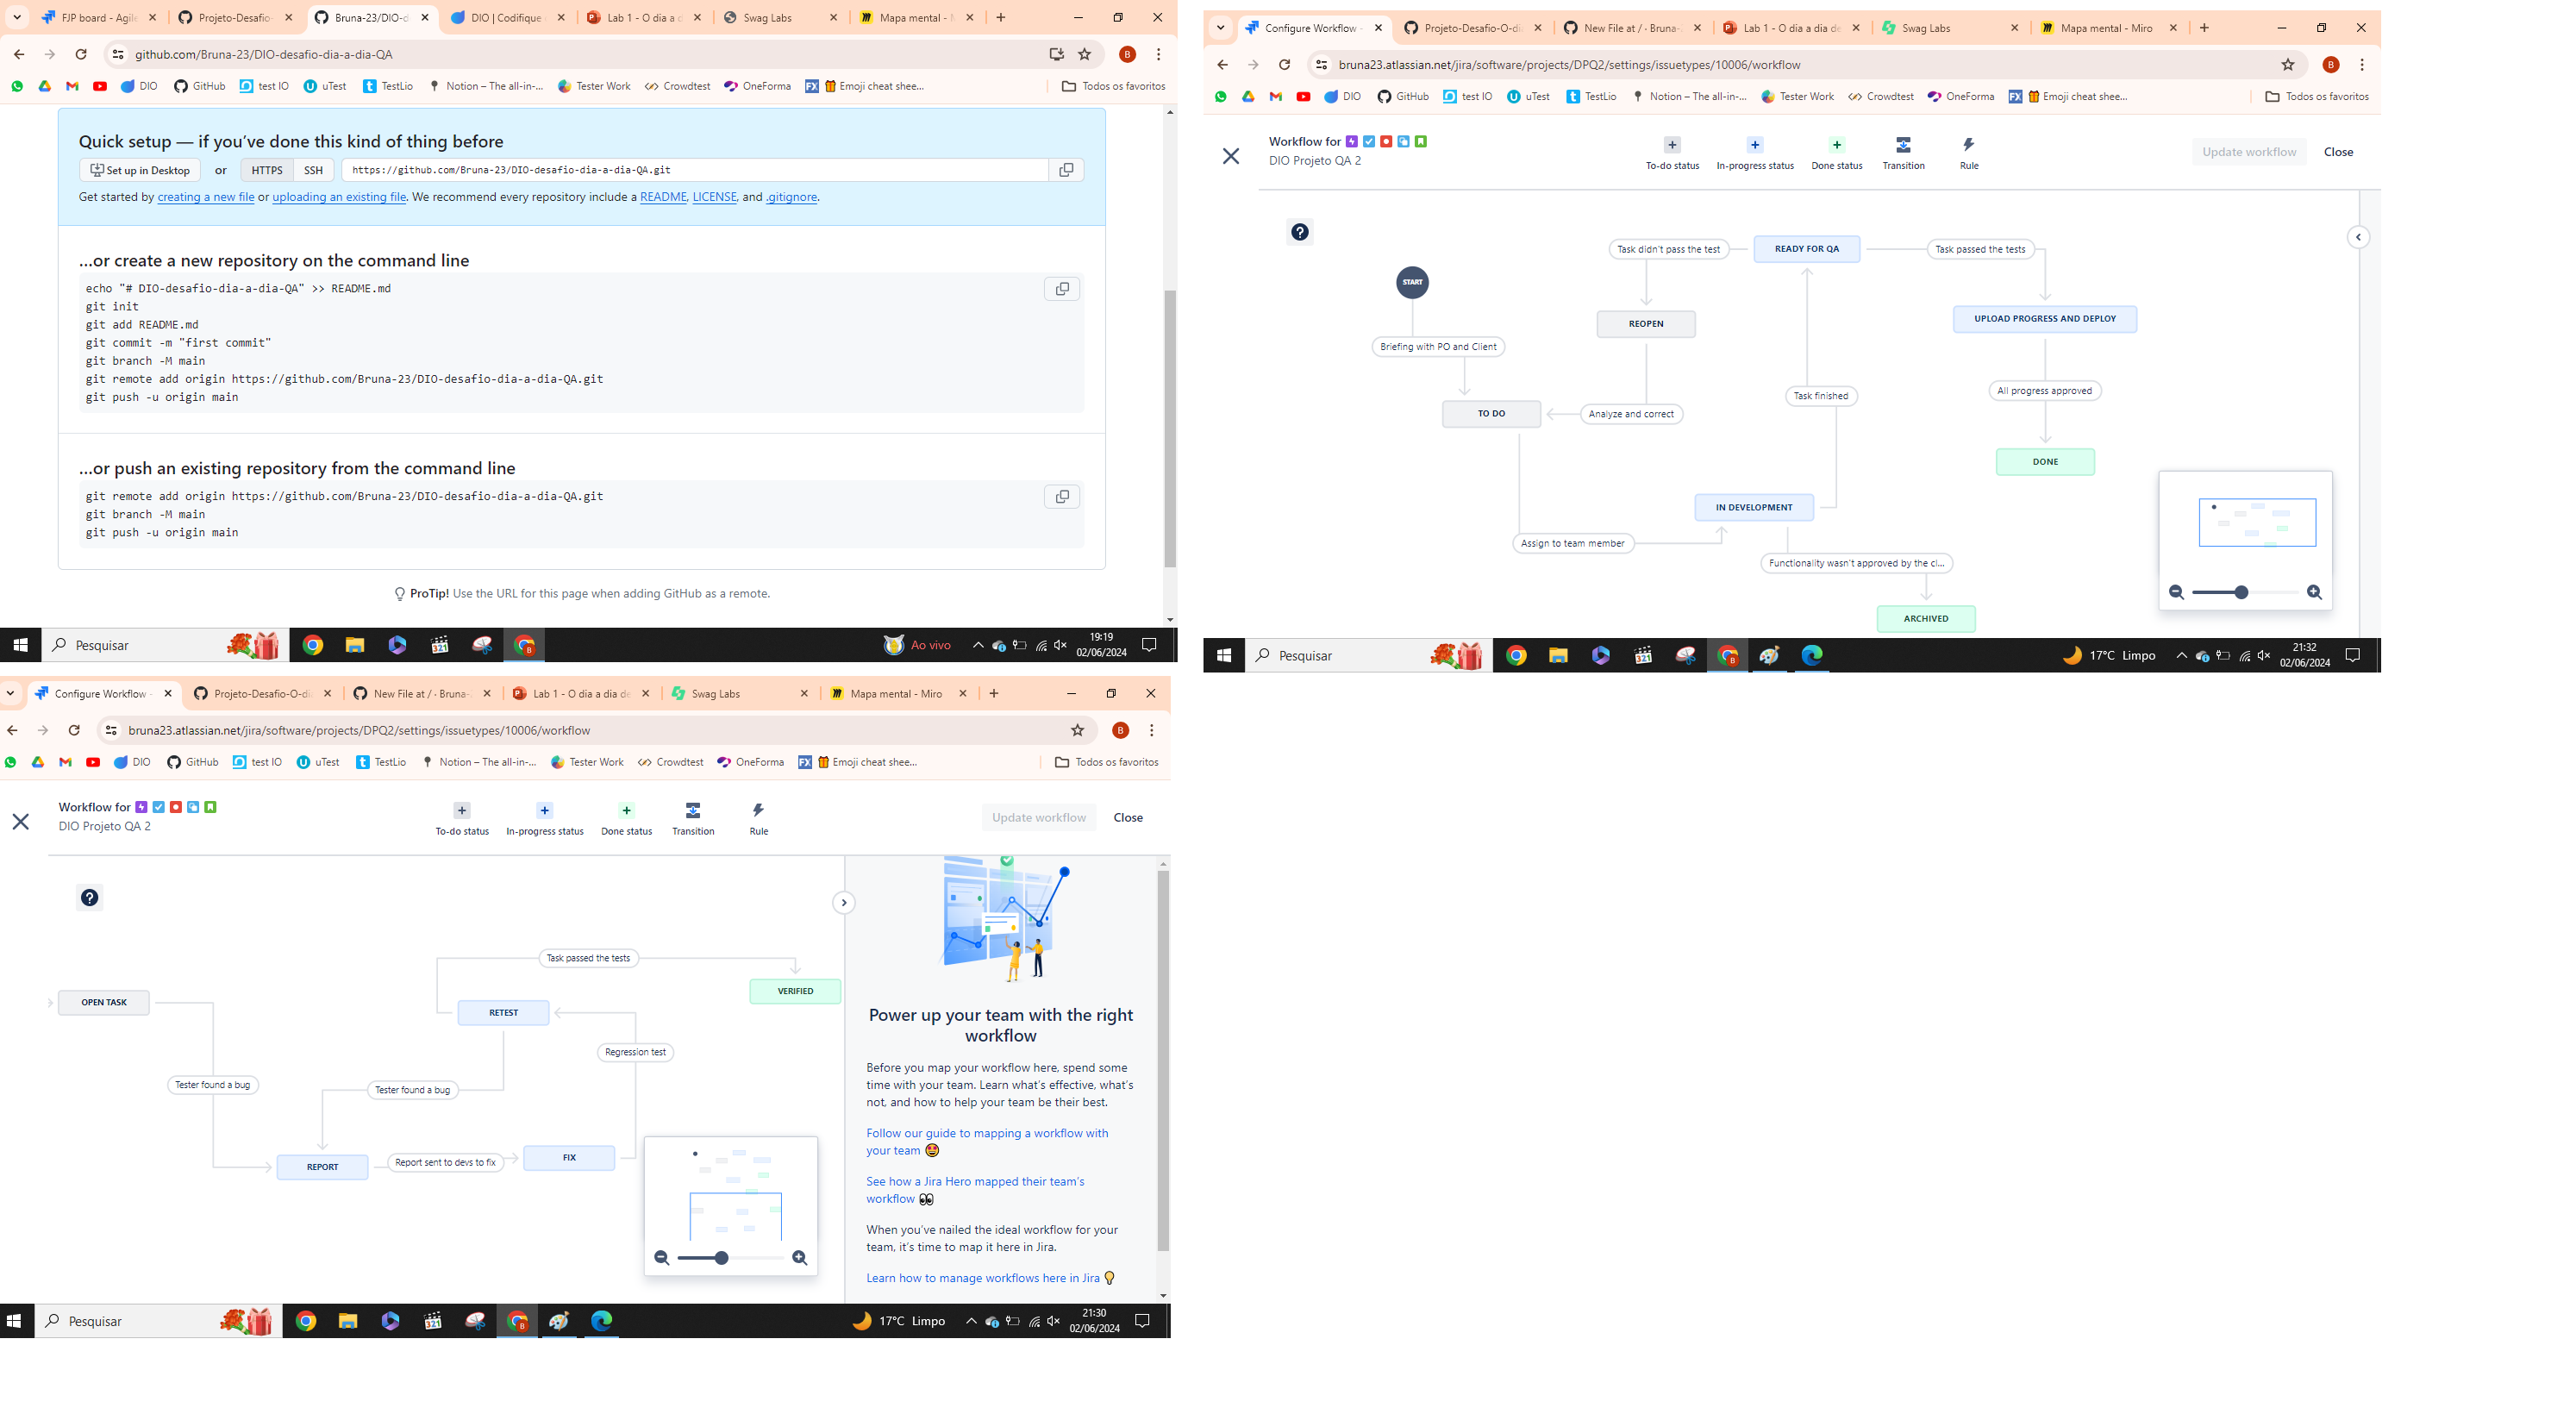 FJP board - Agile
Projeto-Desafio-
Bruna-23/DIO-d
DIO | Codifique
Lab 1 - O dia a d
Swag Labs
Mapa mental - M
github.com/Bruna-23/DIO-desafio-dia-a-dia-QA
B
DIO
GitHub
test IO
uTest
TestLio
Notion – The all-in-...
Tester Work
Crowdtest
OneForma
Emoji cheat shee...
Todos os favoritos
Quick setup — if you’ve done this kind of thing before
Set up in Desktop
or
HTTPS
SSH
https://github.com/Bruna-23/DIO-desafio-dia-a-dia-QA.git
Get started by creating a new file or uploading an existing file. We recommend every repository include a README, LICENSE, and .gitignore.
…or create a new repository on the command line
echo "# DIO-desafio-dia-a-dia-QA" >> README.md
git init
git add README.md
git commit -m "first commit"
git branch -M main
git remote add origin https://github.com/Bruna-23/DIO-desafio-dia-a-dia-QA.git
git push -u origin main
…or push an existing repository from the command line
git remote add origin https://github.com/Bruna-23/DIO-desafio-dia-a-dia-QA.git
git branch -M main
git push -u origin main
ProTip! Use the URL for this page when adding GitHub as a remote.
Pesquisar
Ao vivo
19:19
02/06/2024
Configure Workflow -
Projeto-Desafio-O-di
New File at / · Bruna-
Lab 1 - O dia a dia de
Swag Labs
Mapa mental - Miro
bruna23.atlassian.net/jira/software/projects/DPQ2/settings/issuetypes/10006/workflow
B
DIO
GitHub
test IO
uTest
TestLio
Notion – The all-in-...
Tester Work
Crowdtest
OneForma
Emoji cheat shee...
Todos os favoritos
Workflow for
DIO Projeto QA 2
To-do status
In-progress status
Done status
Transition
Rule
Update workflow
Close
START
Briefing with PO and Client
TO DO
Task didn't pass the test
READY FOR QA
Task passed the tests
REOPEN
UPLOAD PROGRESS AND DEPLOY
Analyze and correct
Task finished
All progress approved
DONE
IN DEVELOPMENT
Assign to team member
Functionality wasn't approved by the cl...
ARCHIVED
Pesquisar
17°C Limpo
21:32
02/06/2024
Configure Workflow -
Projeto-Desafio-O-di
New File at / · Bruna-
Lab 1 - O dia a dia de
Swag Labs
Mapa mental - Miro
bruna23.atlassian.net/jira/software/projects/DPQ2/settings/issuetypes/10006/workflow
B
DIO
GitHub
test IO
uTest
TestLio
Notion – The all-in-...
Tester Work
Crowdtest
OneForma
Emoji cheat shee...
Todos os favoritos
Workflow for
DIO Projeto QA 2
To-do status
In-progress status
Done status
Transition
Rule
Update workflow
Close
Task passed the tests
VERIFIED
OPEN TASK
RETEST
Regression test
Tester found a bug
Tester found a bug
REPORT
Report sent to devs to fix
FIX
Power up your team with the right
workflow
Before you map your workflow here, spend some
time with your team. Learn what’s effective, what’s
not, and how to help your team be their best.
Follow our guide to mapping a workflow with
your team 🤩
See how a Jira Hero mapped their team’s
workflow 👀
When you’ve nailed the ideal workflow for your
team, it’s time to map it here in Jira.
Learn how to manage workflows here in Jira 💡
Pesquisar
17°C Limpo
21:30
02/06/2024